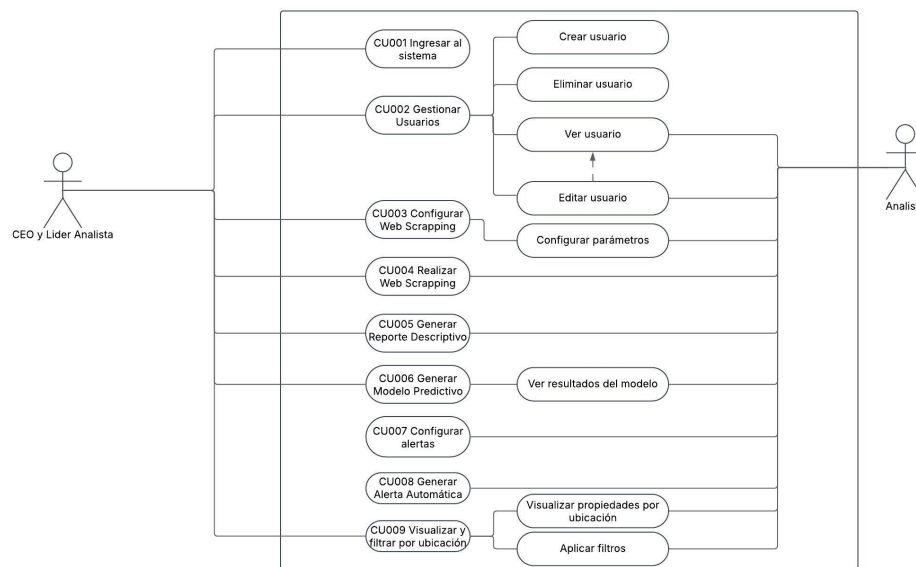 CU001 Ingresar al
sistema
Crear usuario
Eliminar usuario
CU002 Gestionar
Usuarios
Ver usuario
Editar usuario
CEO y Lider Analista
Analist
CU003 Configurar
Web Scrapping
Configurar parámetros
CU004 Realizar
Web Scrapping
CU005 Generar
Reporte Descriptivo
CU006 Generar
Modelo Predictivo
Ver resultados del modelo
CU007 Configurar
alertas
CU008 Generar
Alerta Automática
CU009 Visualizar y
filtrar por ubicación
Visualizar propiedades por
ubicación
Aplicar filtros